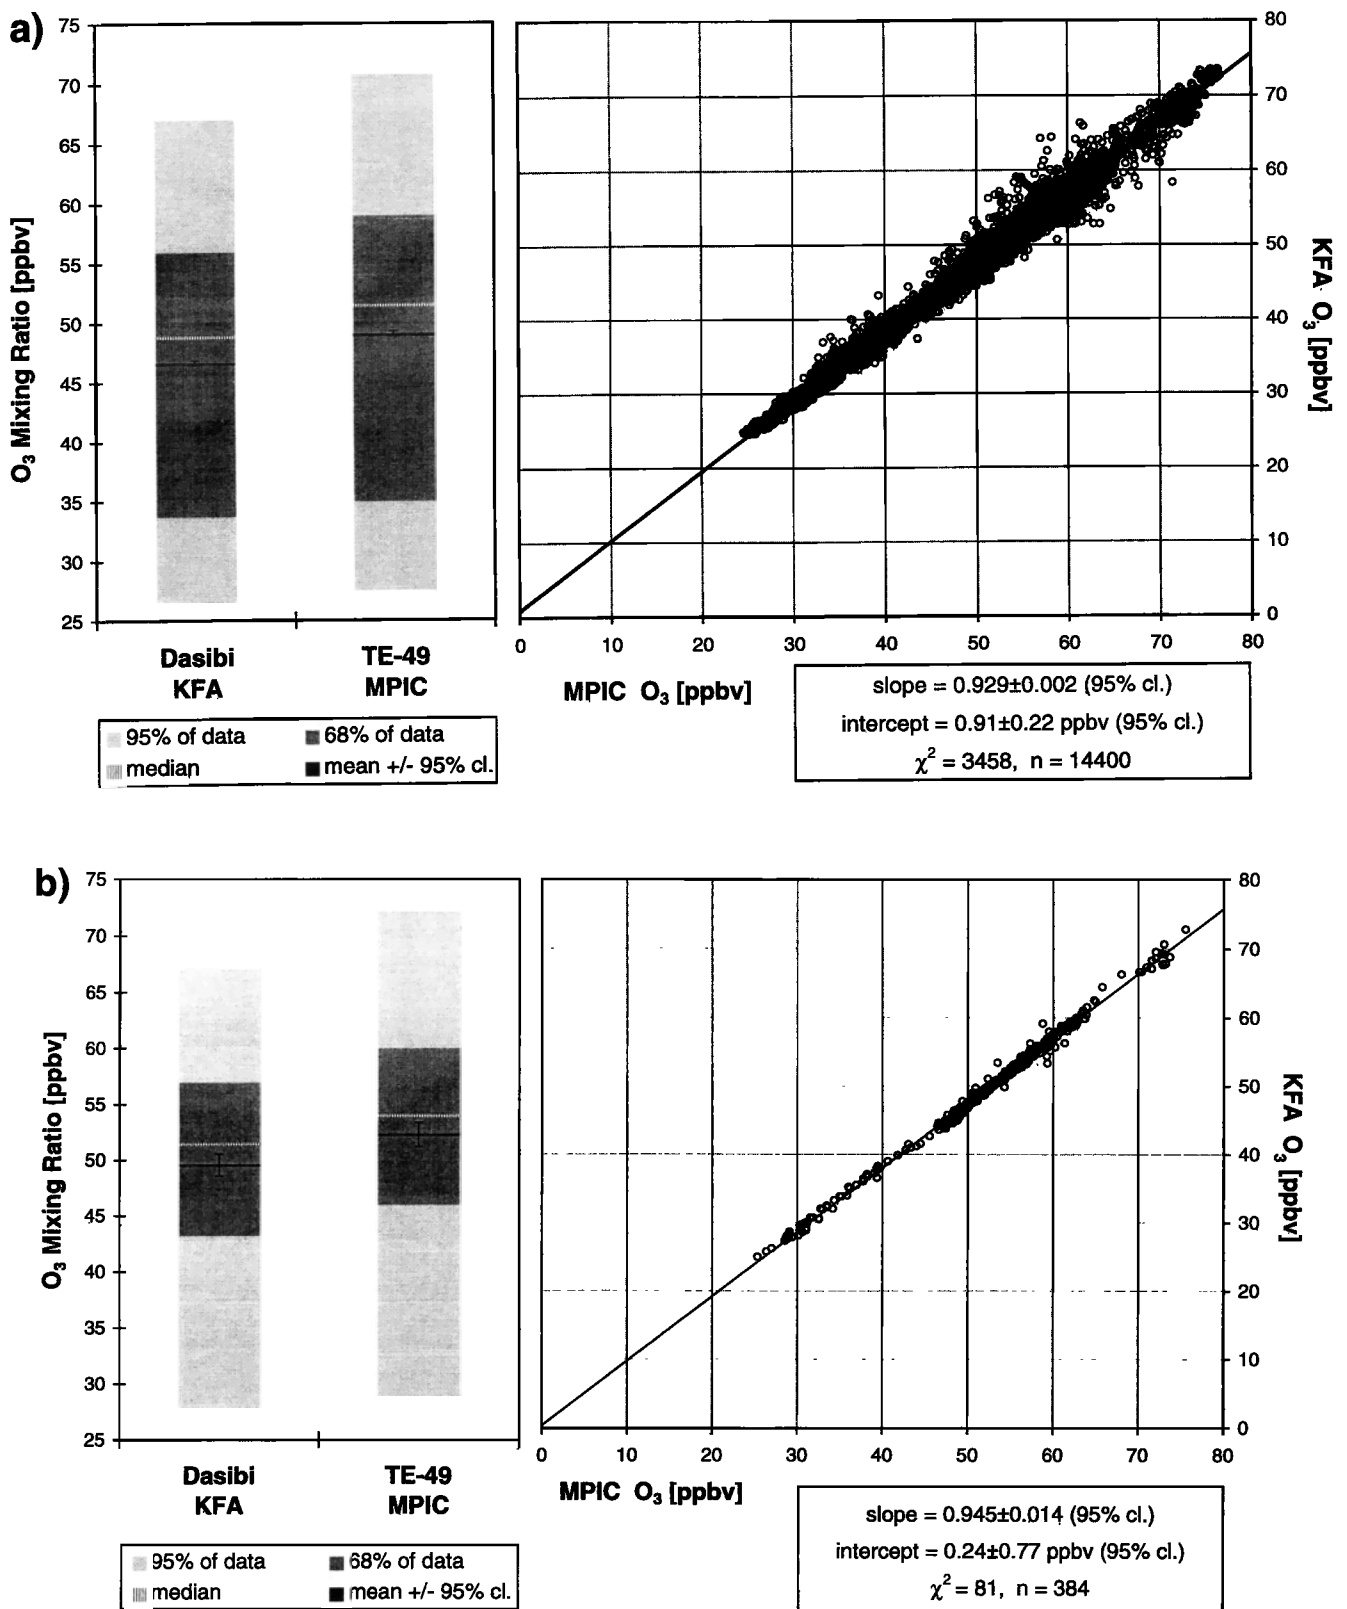 a)
75
70
65
60
55
50
45
40
35
30
25
O3 Mixing Ratio [ppbv]
Dasibi
KFA
TE-49
MPIC
95% of data
68% of data
median
mean +/- 95% cl.
80
70
60
50
40
30
20
10
0
KFA O3 [ppbv]
0 10 20 30 40 50 60 70 80
MPIC O3 [ppbv]
slope = 0.929±0.002 (95% cl.)
intercept = 0.91±0.22 ppbv (95% cl.)
χ2 = 3458, n = 14400
b)
75
70
65
60
55
50
45
40
35
30
25
O3 Mixing Ratio [ppbv]
Dasibi
KFA
TE-49
MPIC
95% of data
68% of data
median
mean +/- 95% cl.
80
70
60
50
40
30
20
10
0
KFA O3 [ppbv]
0 10 20 30 40 50 60 70 80
MPIC O3 [ppbv]
slope = 0.945±0.014 (95% cl.)
intercept = 0.24±0.77 ppbv (95% cl.)
χ2 = 81, n = 384